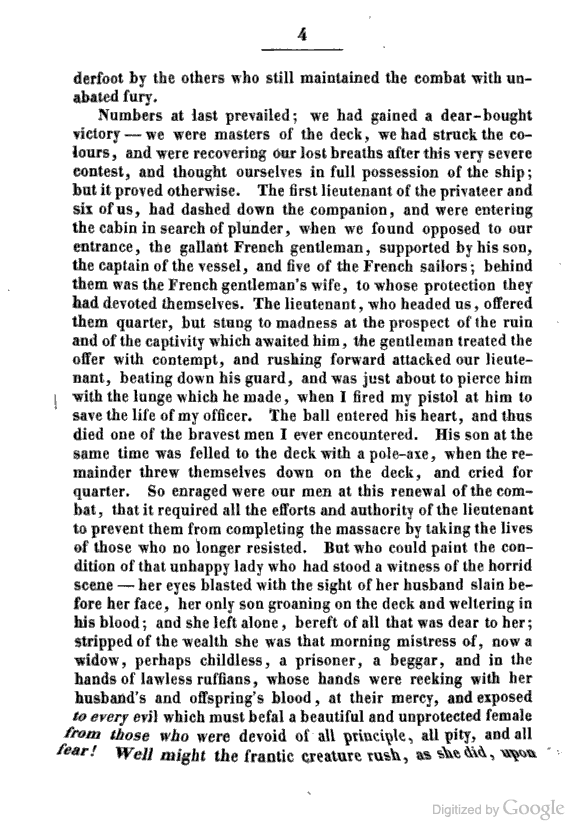 4
derfoot by the others who still maintained the combat with un-
abated fury.
Numbers at last prevailed; we had gained a dear-bought
victory — we were masters of the deck, we had struck the co-
lours, and were recovering our lost breaths after this very severe
contest, and thought ourselves in full possession of the ship;
but it proved otherwise. The first lieutenant of the privateer and
six of us, had dashed down the companion, and were entering
the cabin in search of plunder, when we found opposed to our
entrance, the gallant French gentleman, supported by his son,
the captain of the vessel, and five of the French sailors; behind
them was the French gentleman's wife, to whose protection they
had devoted themselves. The lieutenant, who headed us, offered
them quarter, but stung to madness at the prospect of the ruin
and of the captivity which awaited him, the gentleman treated the
offer with contempt, and rushing forward attacked our lieute-
nant, beating down his guard, and was just about to pierce him
with the lunge which he made, when I fired my pistol at him to
save the life of my officer. The ball entered his heart, and thus
died one of the bravest men I ever encountered. His son at the
same time was felled to the deck with a pole-axe, when the re-
mainder threw themselves down on the deck, and cried for
quarter. So enraged were our men at this renewal of the com-
bat, that it required all the efforts and authority of the lieutenant
to prevent them from completing the massacre by taking the lives
of those who no longer resisted. But who could paint the con-
dition of that unhappy lady who had stood a witness of the horrid
scene — her eyes blasted with the sight of her husband slain be-
fore her face, her only son groaning on the deck and weltering in
his blood; and she left alone, bereft of all that was dear to her;
stripped of the wealth she was that morning mistress of, now a
widow, perhaps childless, a prisoner, a beggar, and in the
hands of lawless ruffians, whose hands were reeking with her
husband's and offspring's blood, at their mercy, and exposed
to every evil which must befal a beautiful and unprotected female
from those who were devoid of all principle, all pity, and all
fear! Well might the frantic creature rush, as she did, upon
Digitized by Google